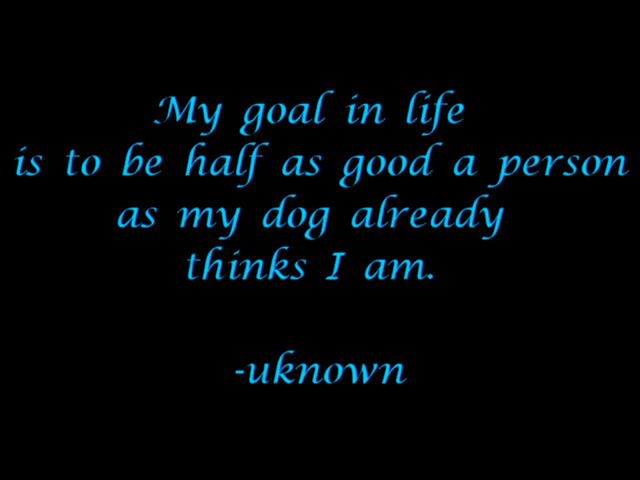 My goal in life
is to be half as good a person
as my dog already
thinks I am.
-uknown